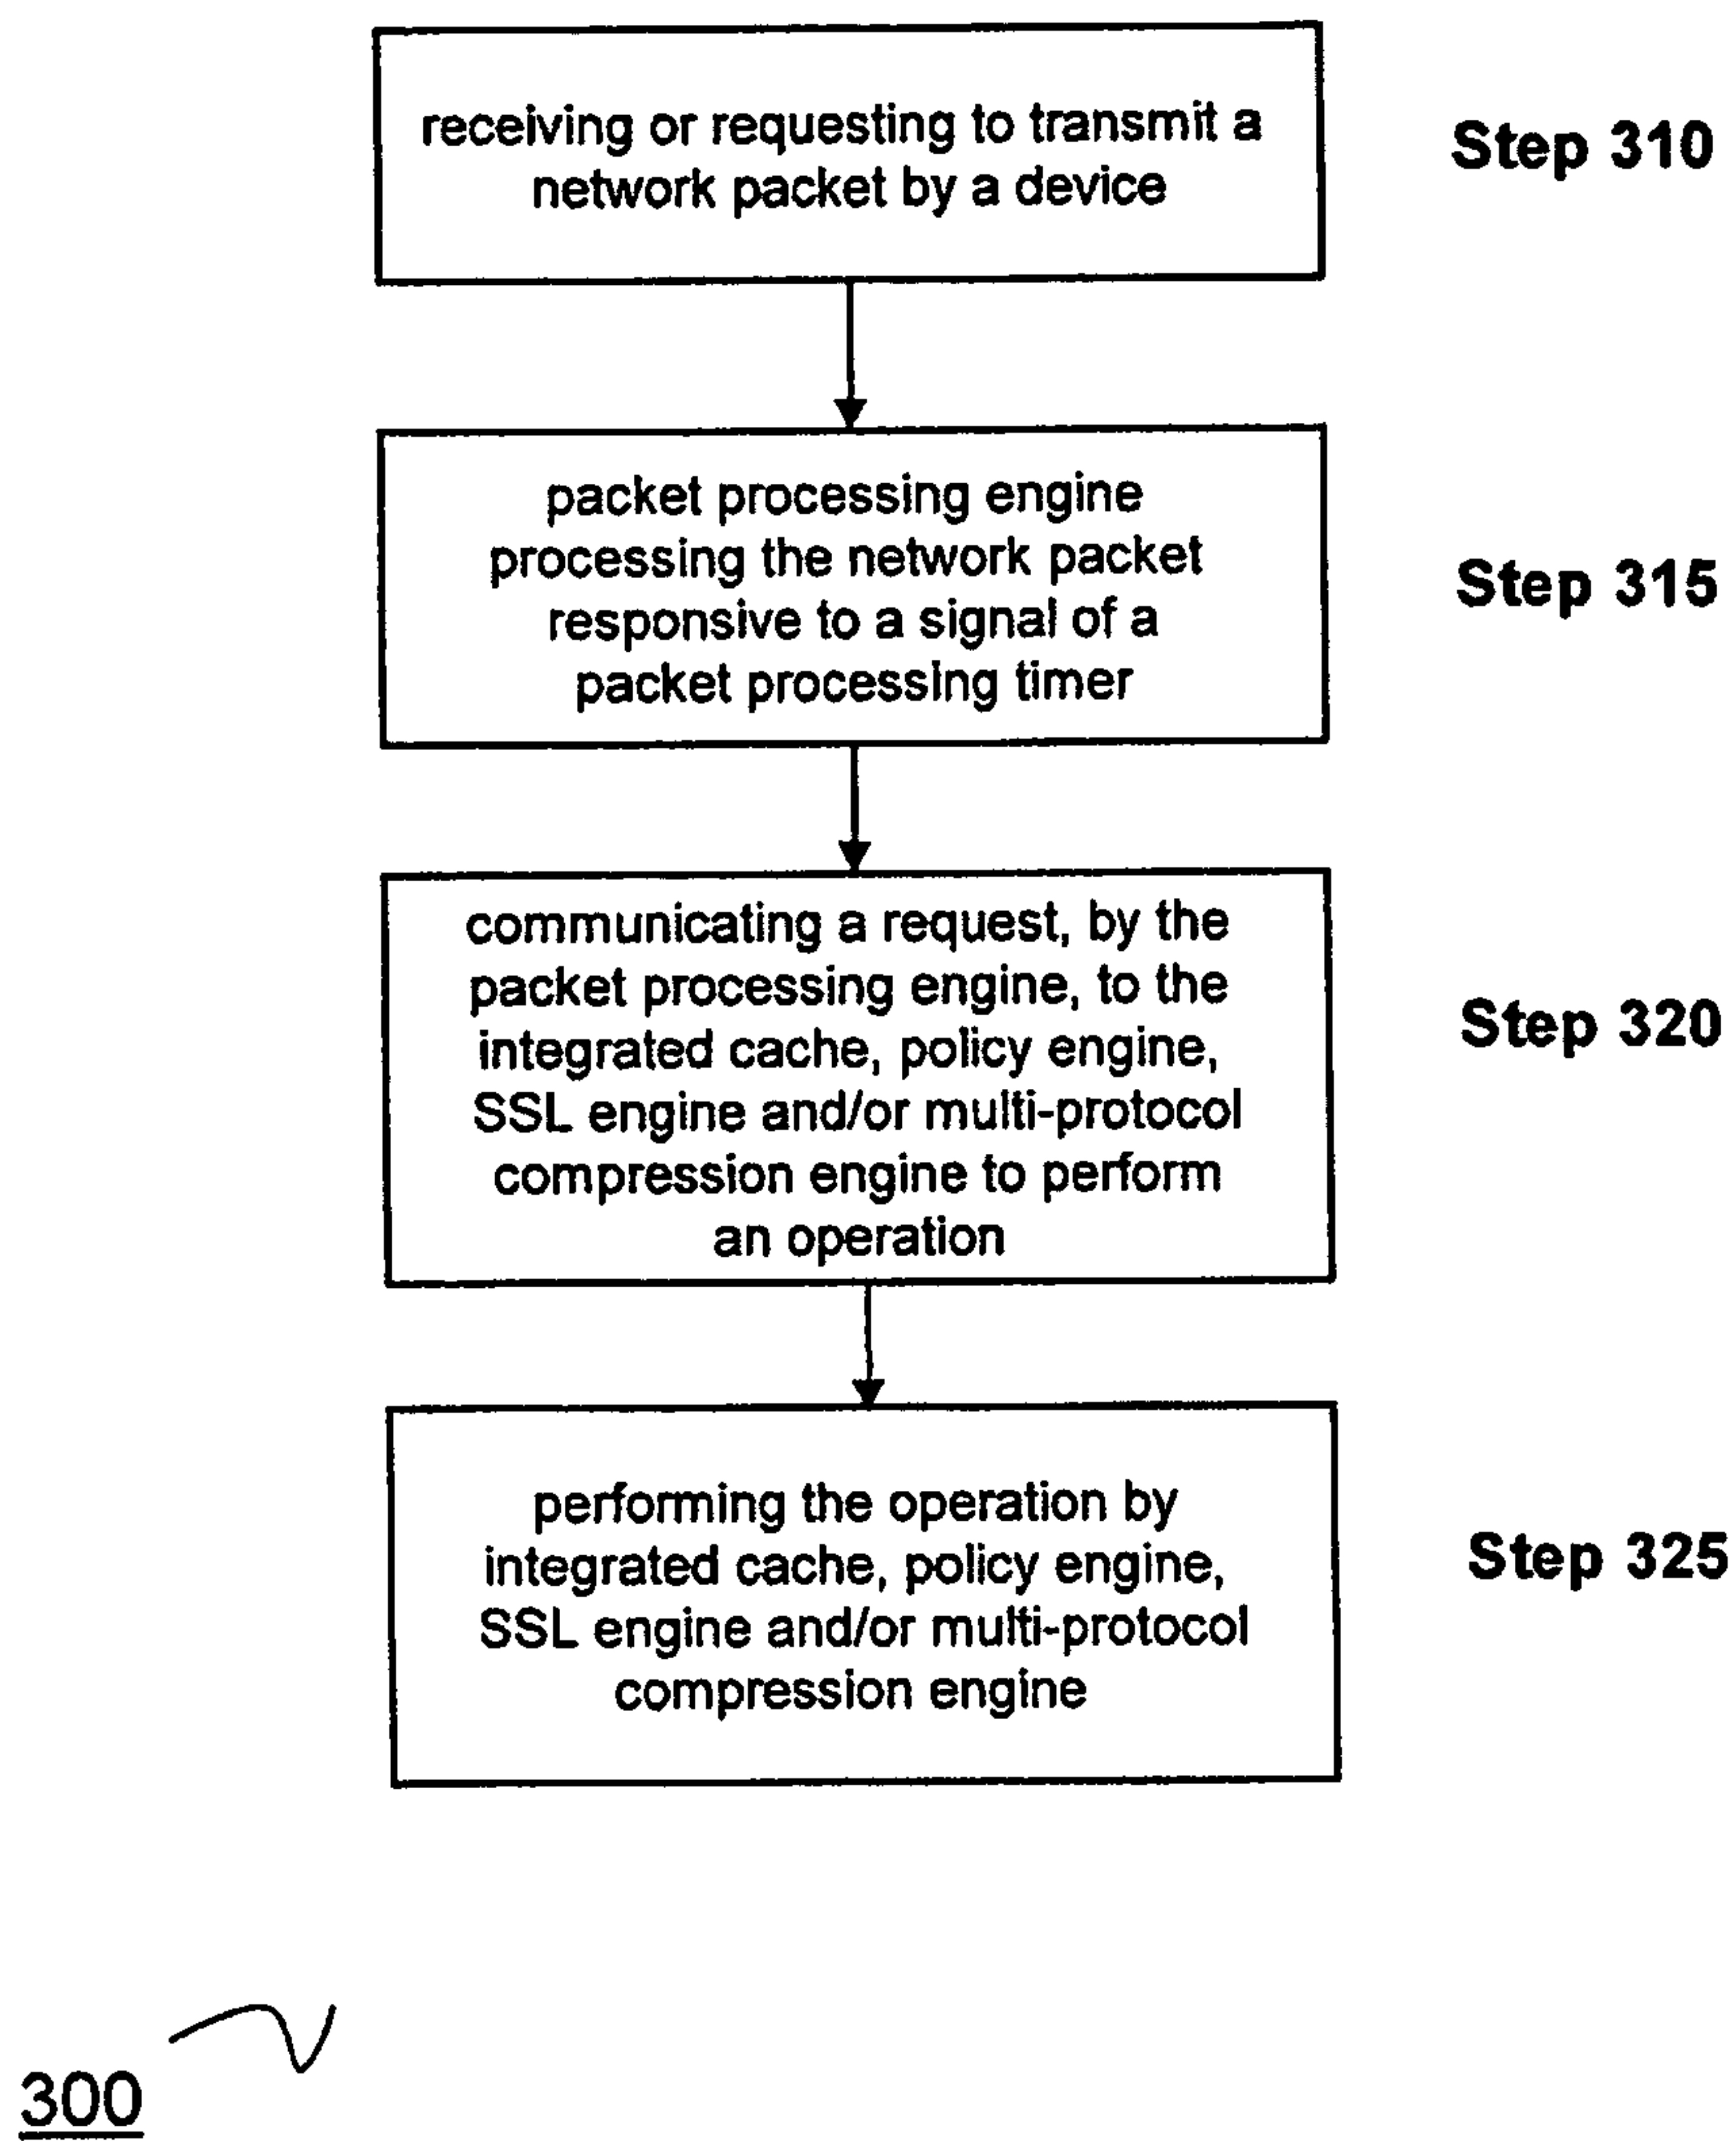 receiving or requesting to transmit a
network packet by a device
Step 310
packet processing engine
processing the network packet
responsive to a signal of a
packet processing timer
Step 315
communicating a request, by the
packet processing engine, to the
integrated cache, policy engine,
SSL engine and/or multi-protocol
compression engine to perform
an operation
Step 320
performing the operation by
integrated cache, policy engine,
SSL engine and/or multi-protocol
compression engine
Step 325
300